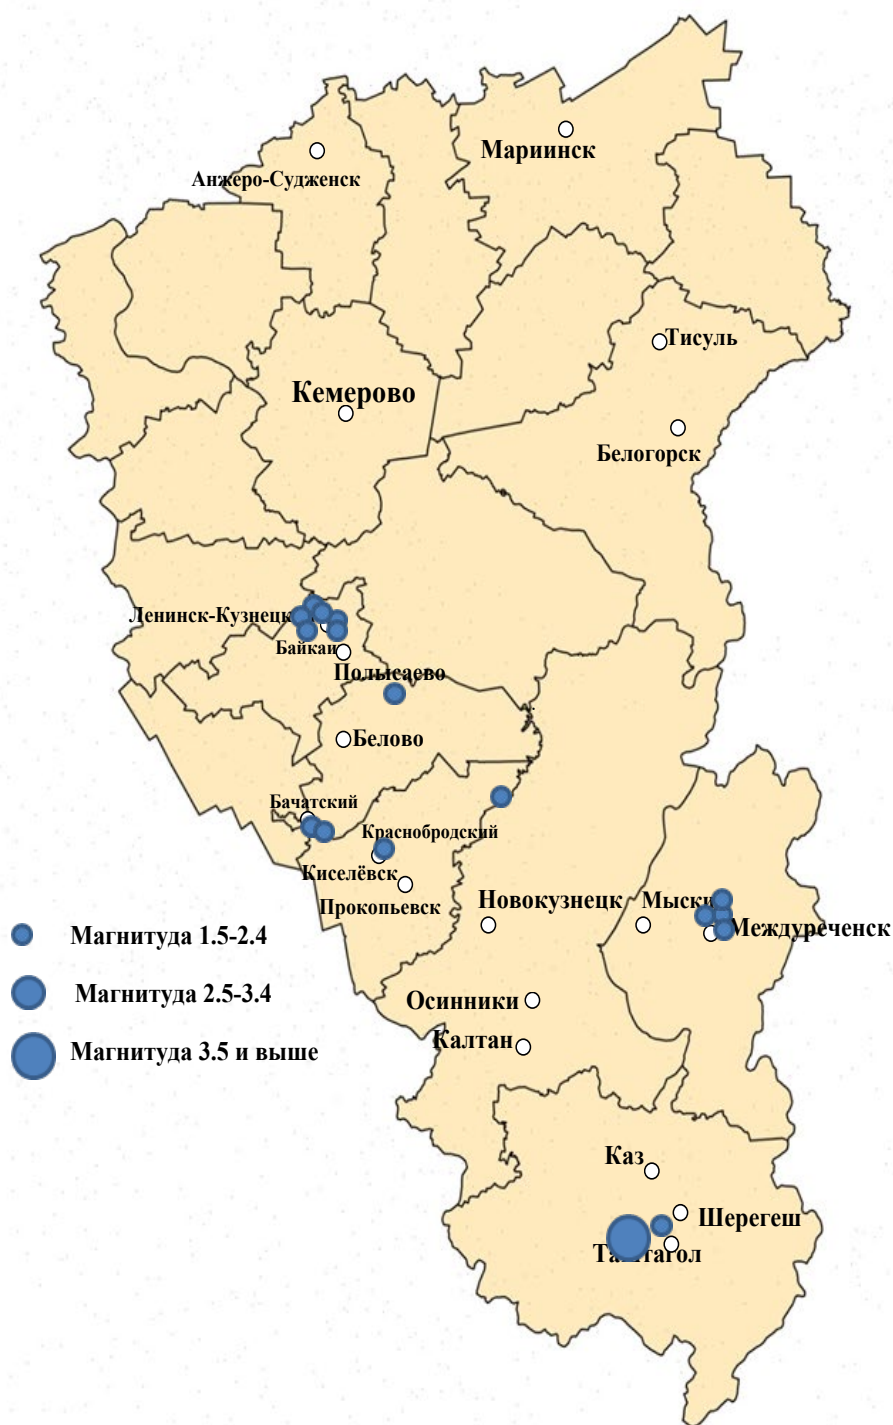 Мариинск
Анжеро-Судженск
Тисуль
Кемерово
Белогорск
Ленинск-Кузнецк
Байкаи
Полысаево
Белово
Бачатский
Краснобродский
Киселёвск
Прокопьевск
Новокузнецк
Мыски
Междуреченск
Магнитуда 1.5-2.4
Магнитуда 2.5-3.4
Осинники
Калтан
Магнитуда 3.5 и выше
Каз
Шерегеш
Таштагол